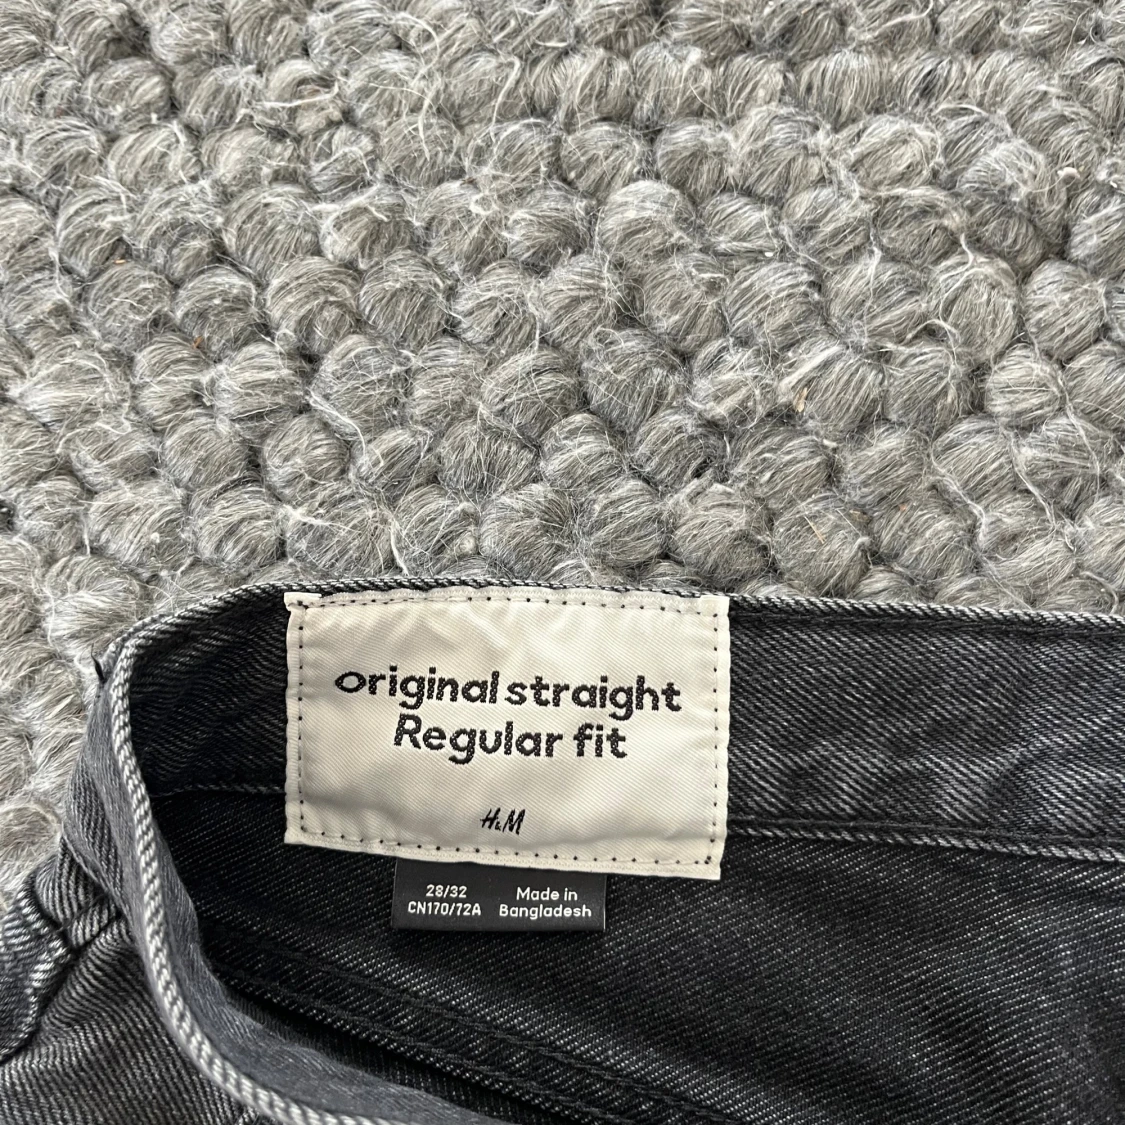 original straight
Regular fit
H&M
28/32
CN170/72A
Made in
Bangladesh